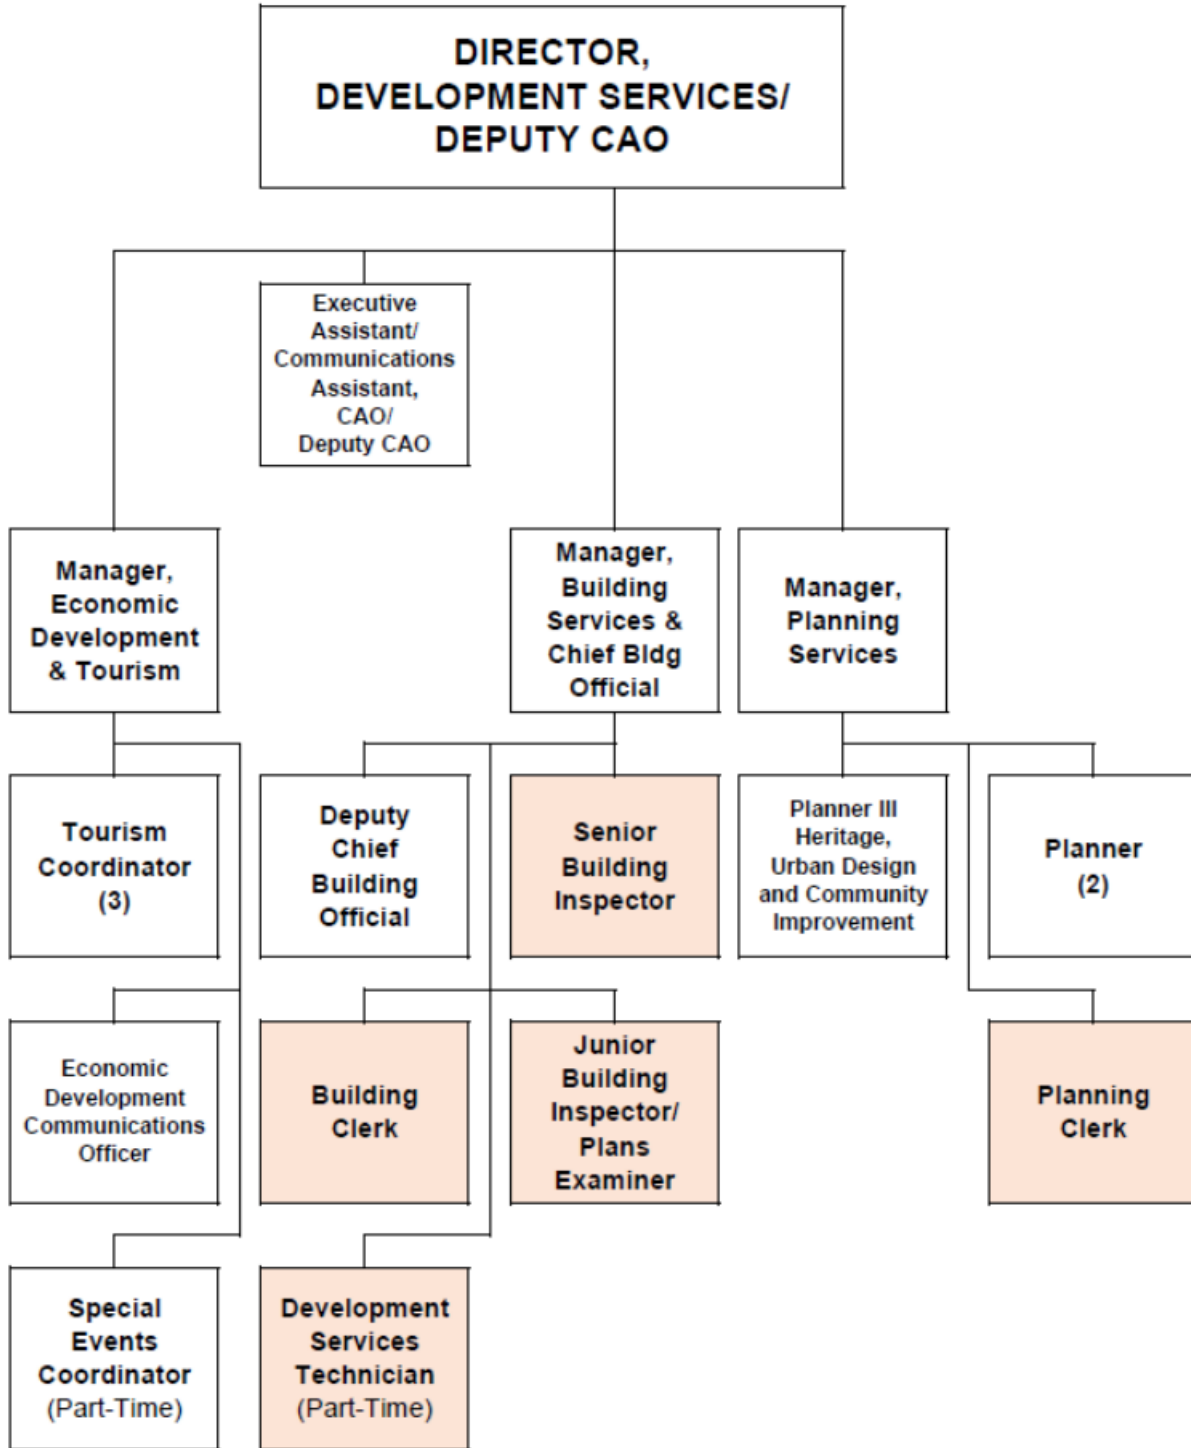 DIRECTOR,
DEVELOPMENT SERVICES/
DEPUTY CAO
Executive
Assistant/
Communications
Assistant,
CAO/
Deputy CAO
Manager,
Economic
Development
& Tourism
Manager,
Building
Services &
Chief Bldg
Official
Manager,
Planning
Services
Tourism
Coordinator
(3)
Deputy
Chief
Building
Official
Senior
Building
Inspector
Planner III
Heritage,
Urban Design
and Community
Improvement
Planner
(2)
Economic
Development
Communications
Officer
Building
Clerk
Junior
Building
Inspector/
Plans
Examiner
Planning
Clerk
Special
Events
Coordinator
(Part-Time)
Development
Services
Technician
(Part-Time)